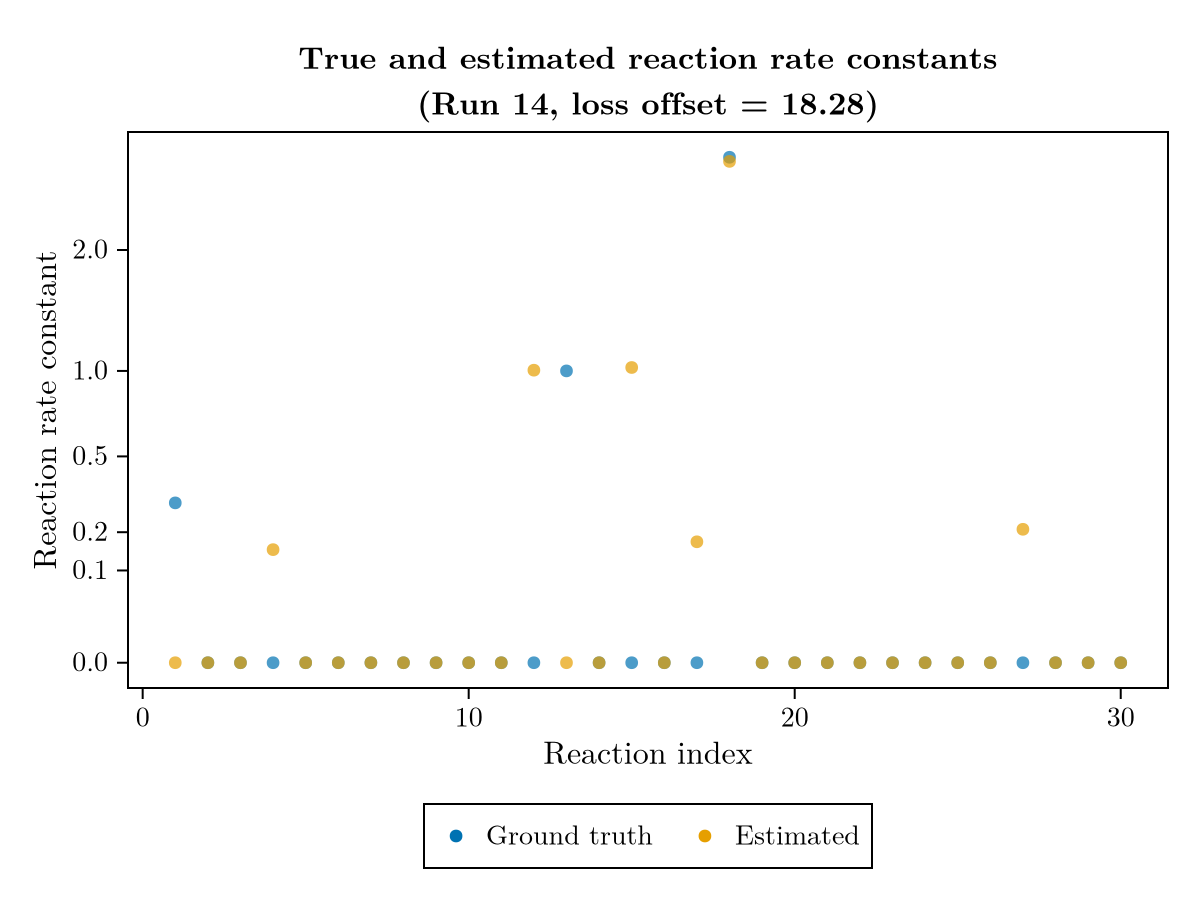 True and estimated reaction rate constants
(Run 14, loss offset = 18.28)
Reaction rate constant
2.0
1.0
0.5
0.2
0.1
0.0
0 10 20 30
Reaction index
Ground truth Estimated